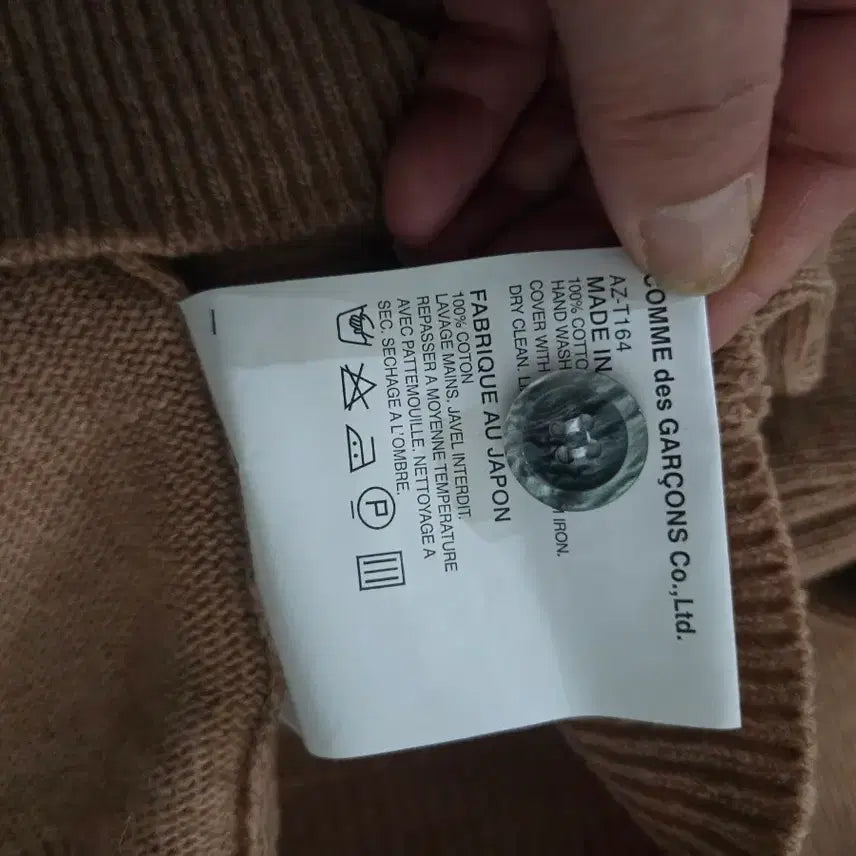 COMME des GARÇONS Co.,Ltd.
AZ-T164
MADE IN
100% COTTO
HAND WASH
COVER WITH IRON.
DRY CLEAN.
FABRIQUE AU JAPON
100% COTON
LAVAGE MAINS. JAVEL INTERDIT.
REPASSER A MOYENNE TEMPERATURE
AVEC PATTEMOUILLE. NETTOYAGE A
SEC. SECHAGE A L'OMBRE.
P